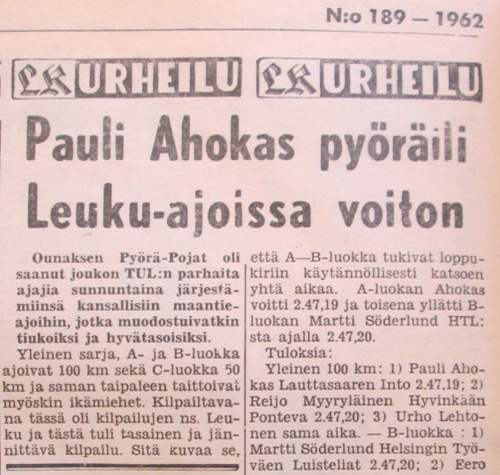 N:o 189 — 1962
LK URHEILU LK URHEILU
Pauli Ahokas pyöräili
Leuku-ajoissa voiton
Ounaksen Pyörä-Pojat oli
saanut joukon TUL:n parhaita
ajajia sunnuntaina järjestä-
miinsä kansallisiin maantie-
ajoihin, jotka muodostuivatkin
tiukoiksi ja hyvätasoisiksi.
Yleinen sarja, A- ja B-luokka
ajoivat 100 km sekä C-luokka 50
km ja saman taipaleen taittoivat
myöskin ikämiehet. Kilpailtava-
na tässä oli kilpailujen ns. Leu-
ku ja tästä tuli tasainen ja jän-
nittävä kilpailu. Sitä kuvaa se,
että A—B-luokka tukivat loppu-
kiriin käytännöllisesti katsoen
yhtä aikaa. A-luokan Ahokas
voitti 2.47,19 ja toisena yllätti B-
luokan Martti Söderlund HTL:
sta ajalla 2.47,20.
Tuloksia:
Yleinen 100 km: 1) Pauli Aho-
kas Lauttasaaren Into 2.47,19; 2)
Reijo Myyryläinen Hyvinkään
Ponteva 2.47,20; 3) Urho Lehto-
nen sama aika. — B-luokka : 1)
Martti Söderlund Helsingin Työ-
väen Luistelijat 2.47,20; 2) Eero